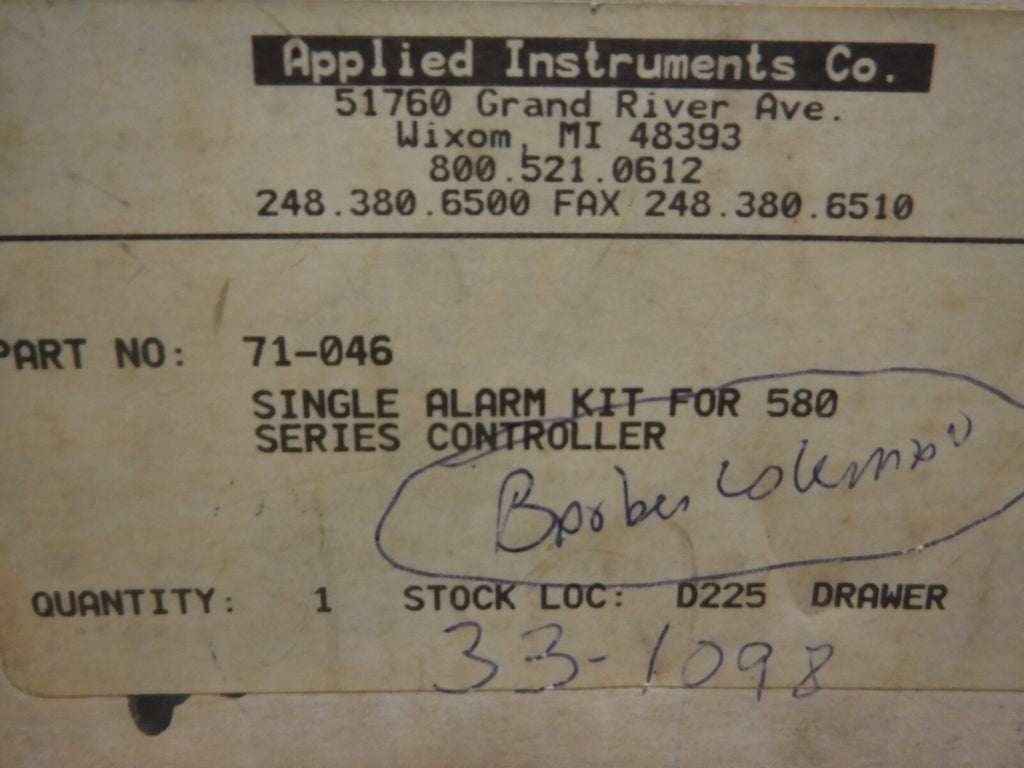 Applied Instruments Co.
51760 Grand River Ave.
Wixom, MI 48393
800.521.0612
248.380.6500 FAX 248.380.6510
PART NO: 71-046
SINGLE ALARM KIT FOR 580
SERIES CONTROLLER
Barber Coleman
QUANTITY: 1 STOCK LOC: D225 DRAWER
33-1098